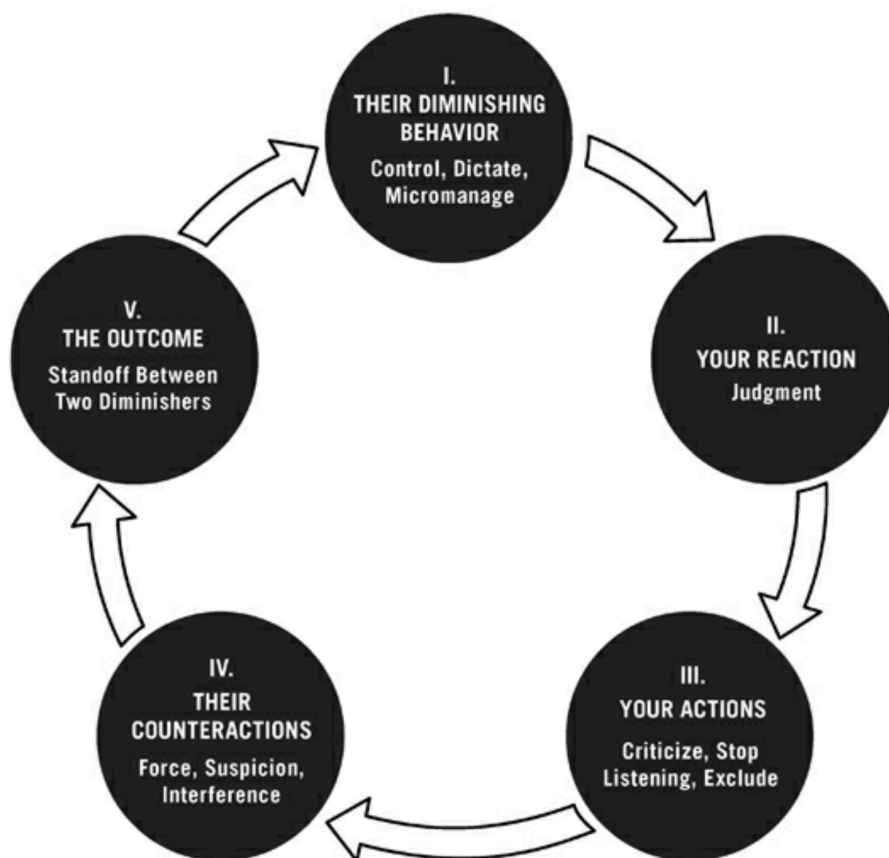 I.
THEIR DIMINISHING
BEHAVIOR
Control, Dictate,
Micromanage
II.
YOUR REACTION
Judgment
III.
YOUR ACTIONS
Criticize, Stop
Listening, Exclude
IV.
THEIR
COUNTERACTIONS
Force, Suspicion,
Interference
V.
THE OUTCOME
Standoff Between
Two Diminishers